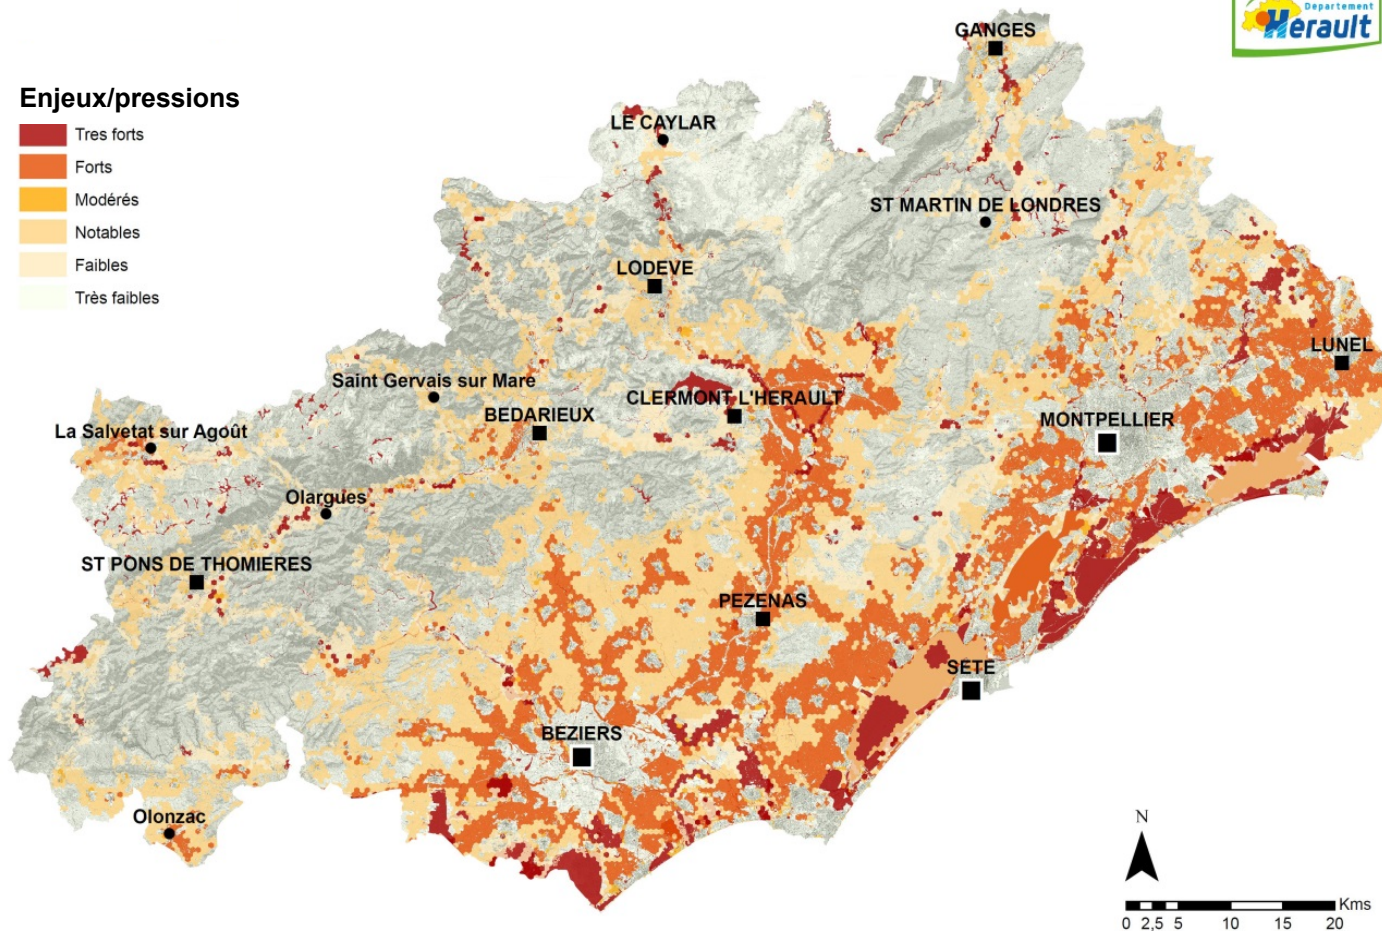 Departement
Herault
GANGES
Enjeux/pressions
Tres forts
Forts
Modérés
Notables
Faibles
Très faibles
LE CAYLAR
ST MARTIN DE LONDRES
LODEVE
LUNEL
Saint Gervais sur Mare
CLERMONT L'HERAULT
BEDARIEUX
MONTPELLIER
La Salvetat sur Agoût
Olargues
ST PONS DE THOMIERES
PEZENAS
SETE
BEZIERS
Olonzac
N
Kms
0 2,5 5 10 15 20